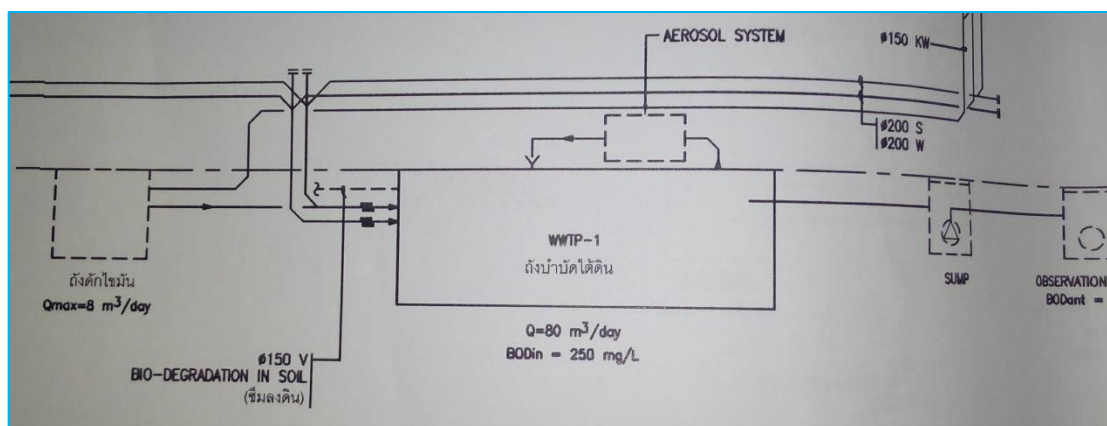 AEROSOL SYSTEM
ø150 KW
ø200 S
ø200 W
WWTP-1
ถังบำบัดใต้ดิน
ถังดักไขมัน
Qmax=8 m³/day
SUMP
OBSERVATION
BODant =
Q=80 m³/day
BODin = 250 mg/L
ø150 V
BIO-DEGRADATION IN SOIL
(ซึมลงดิน)